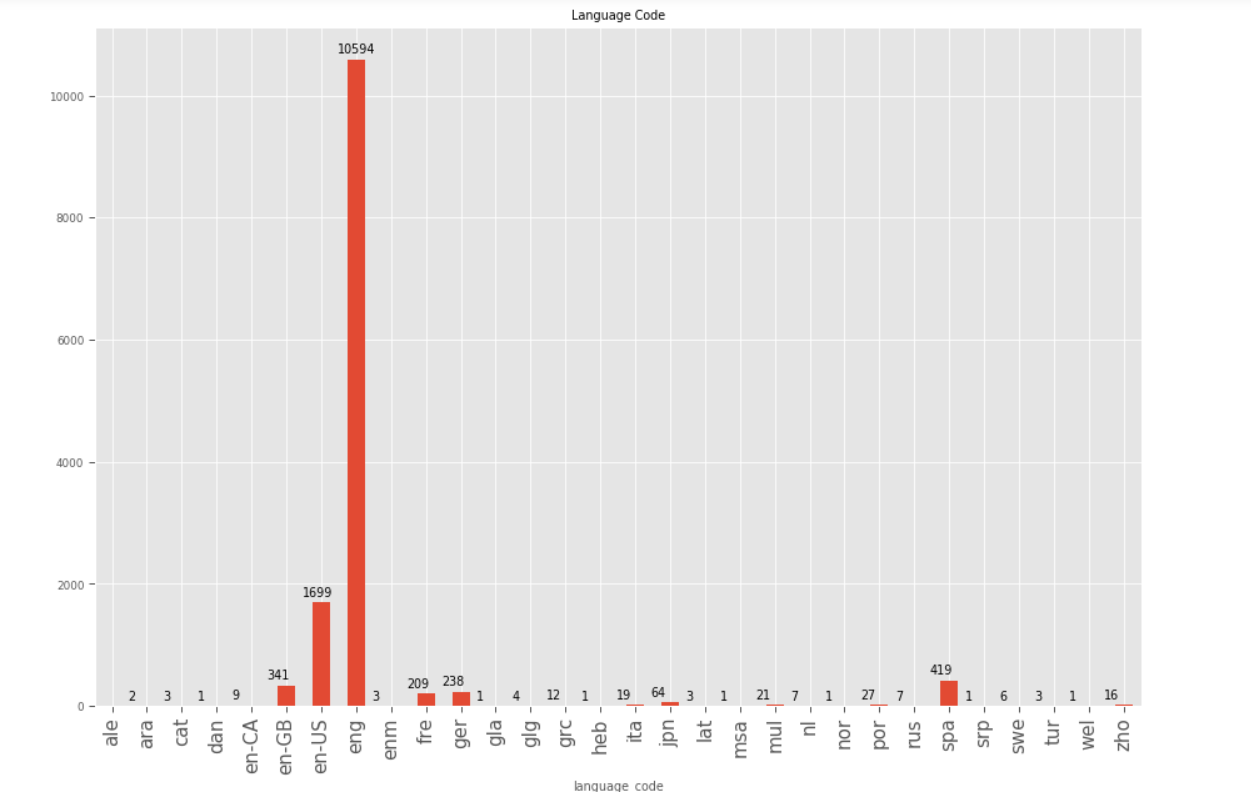 Language Code
10594
10000
8000
6000
4000
2000
1699
341
2 3 1 9 3 209 238 1 4 12 1 19 64 3 1 21 7 1 27 7 419 1 6 3 1 16
0
ale ara cat dan en-CA en-GB en-US eng enm fre ger gla glg grc heb ita jpn lat msa mul nl nor por rus spa srp swe tur wel zho
language_code